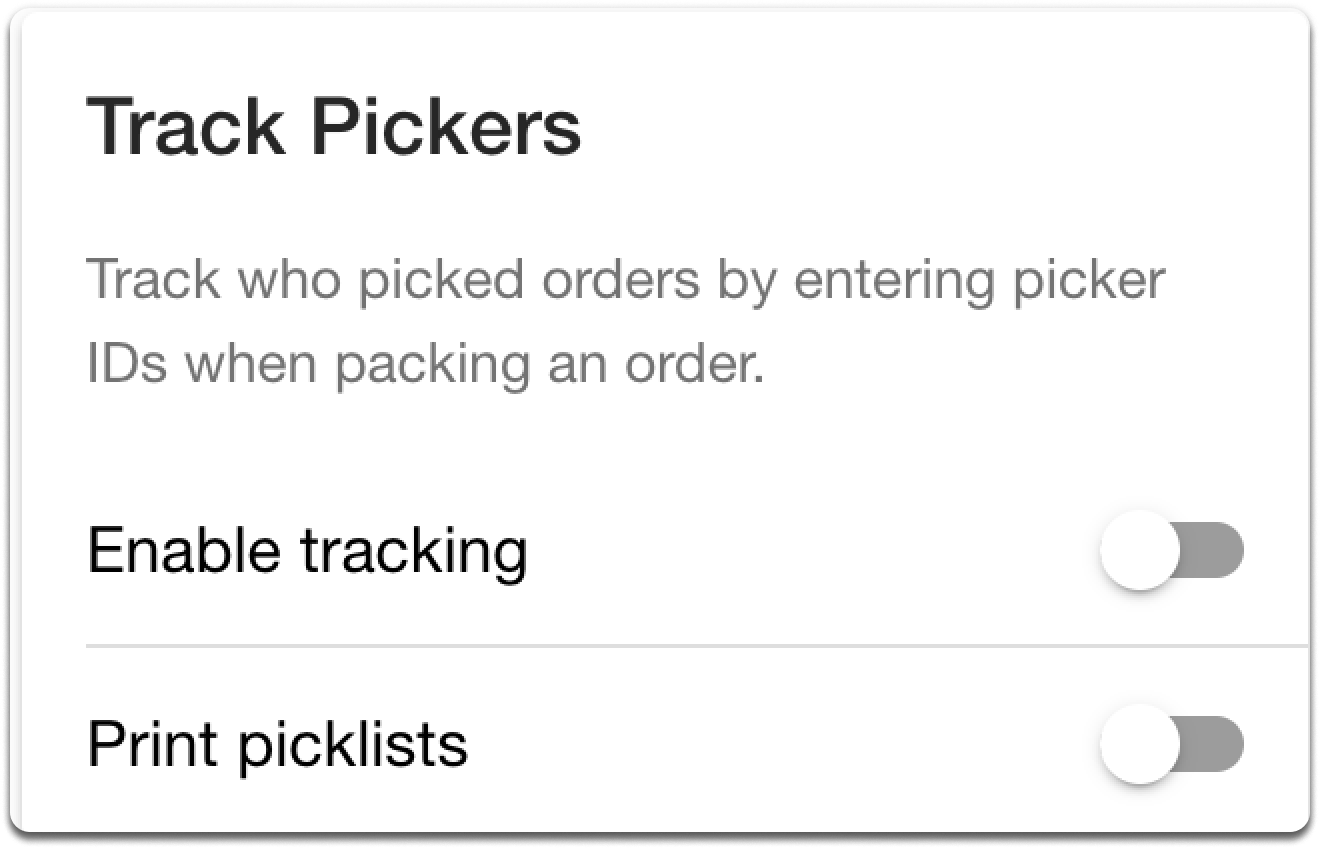 Track Pickers
Track who picked orders by entering picker
IDs when packing an order.
Enable tracking
Print picklists